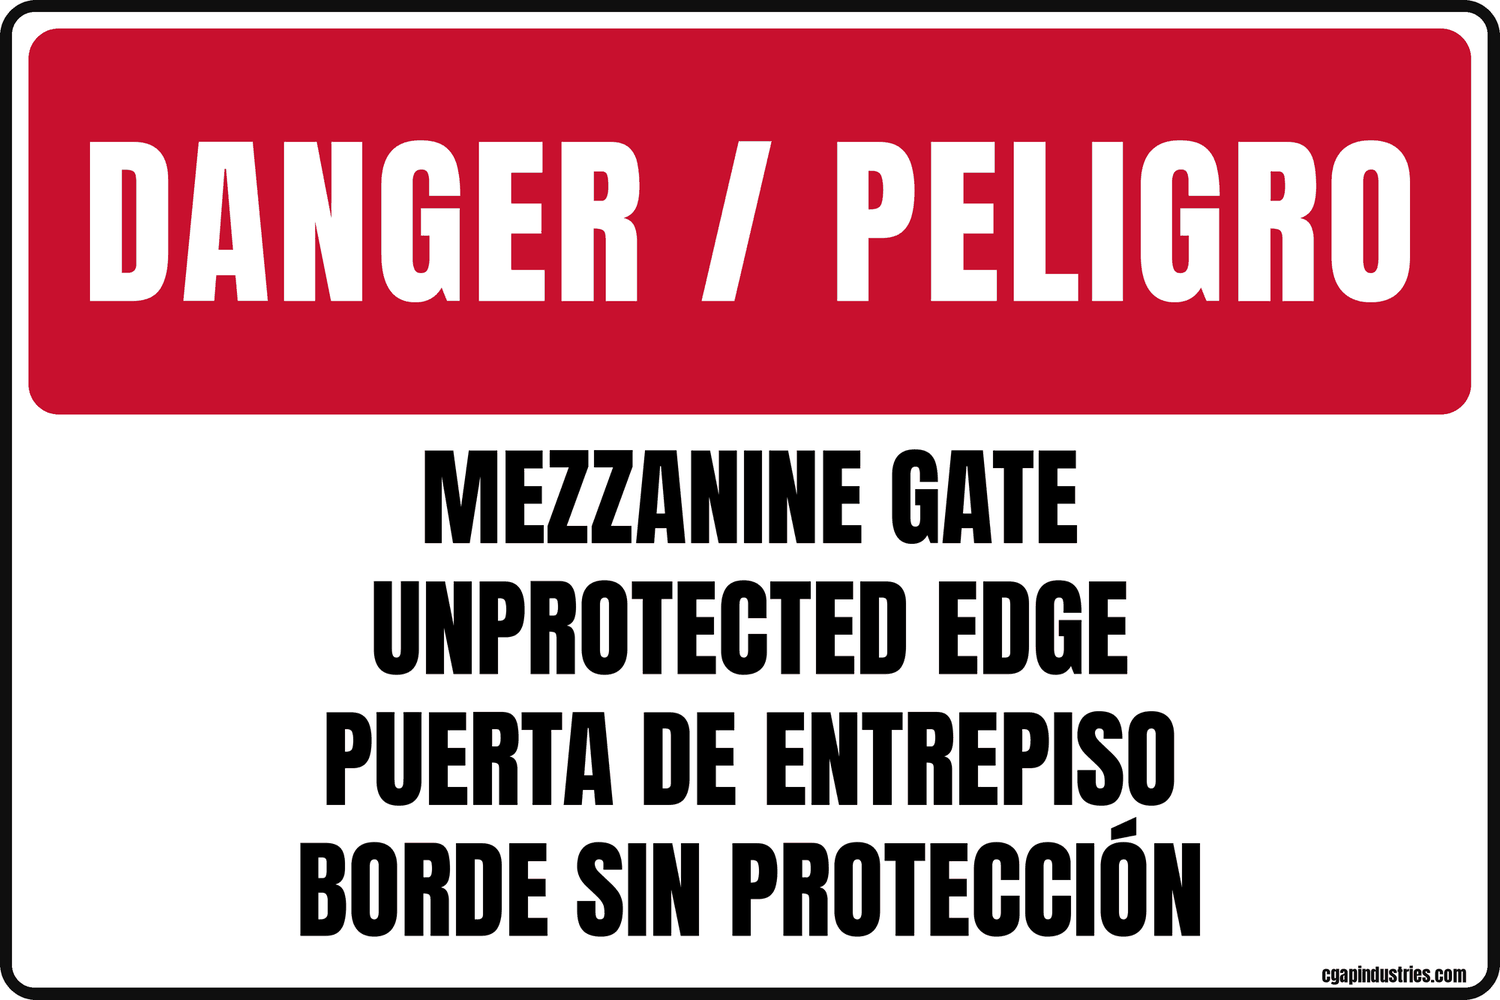 DANGER / PELIGRO
MEZZANINE GATE
UNPROTECTED EDGE
PUERTA DE ENTREPISO
BORDE SIN PROTECCIÓN
cgapindustries.com